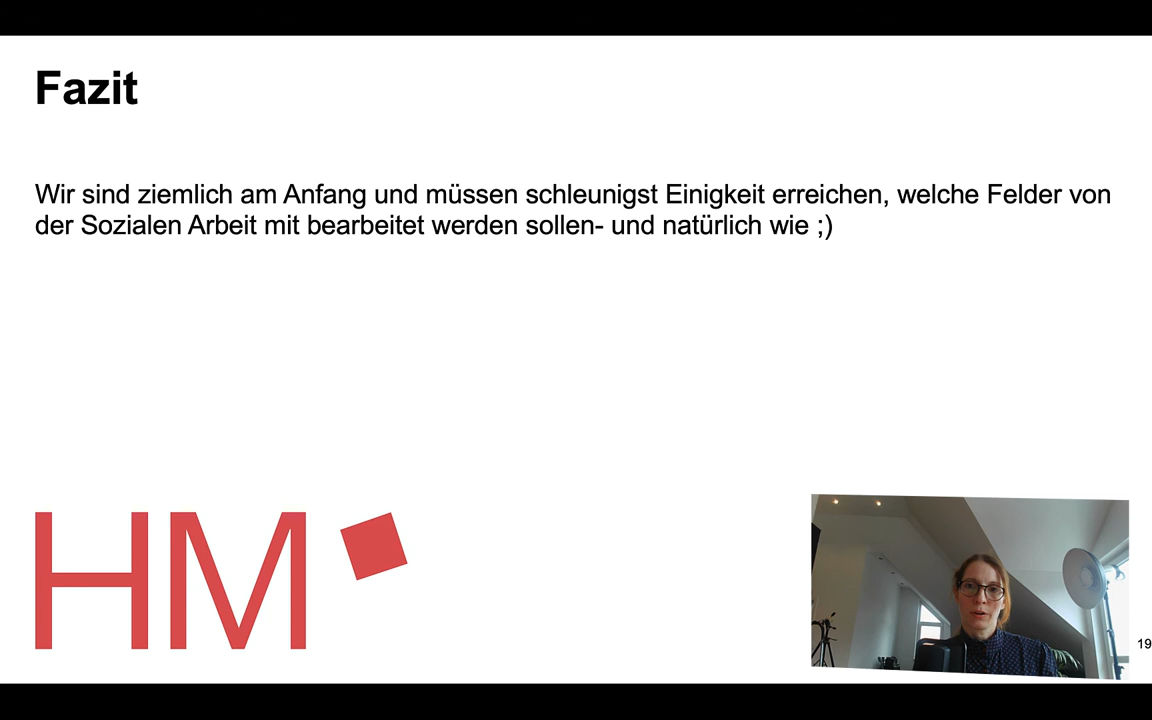 Fazit
Wir sind ziemlich am Anfang und müssen schleunigst Einigkeit erreichen, welche Felder von
der Sozialen Arbeit mit bearbeitet werden sollen- und natürlich wie ;)
HM
19